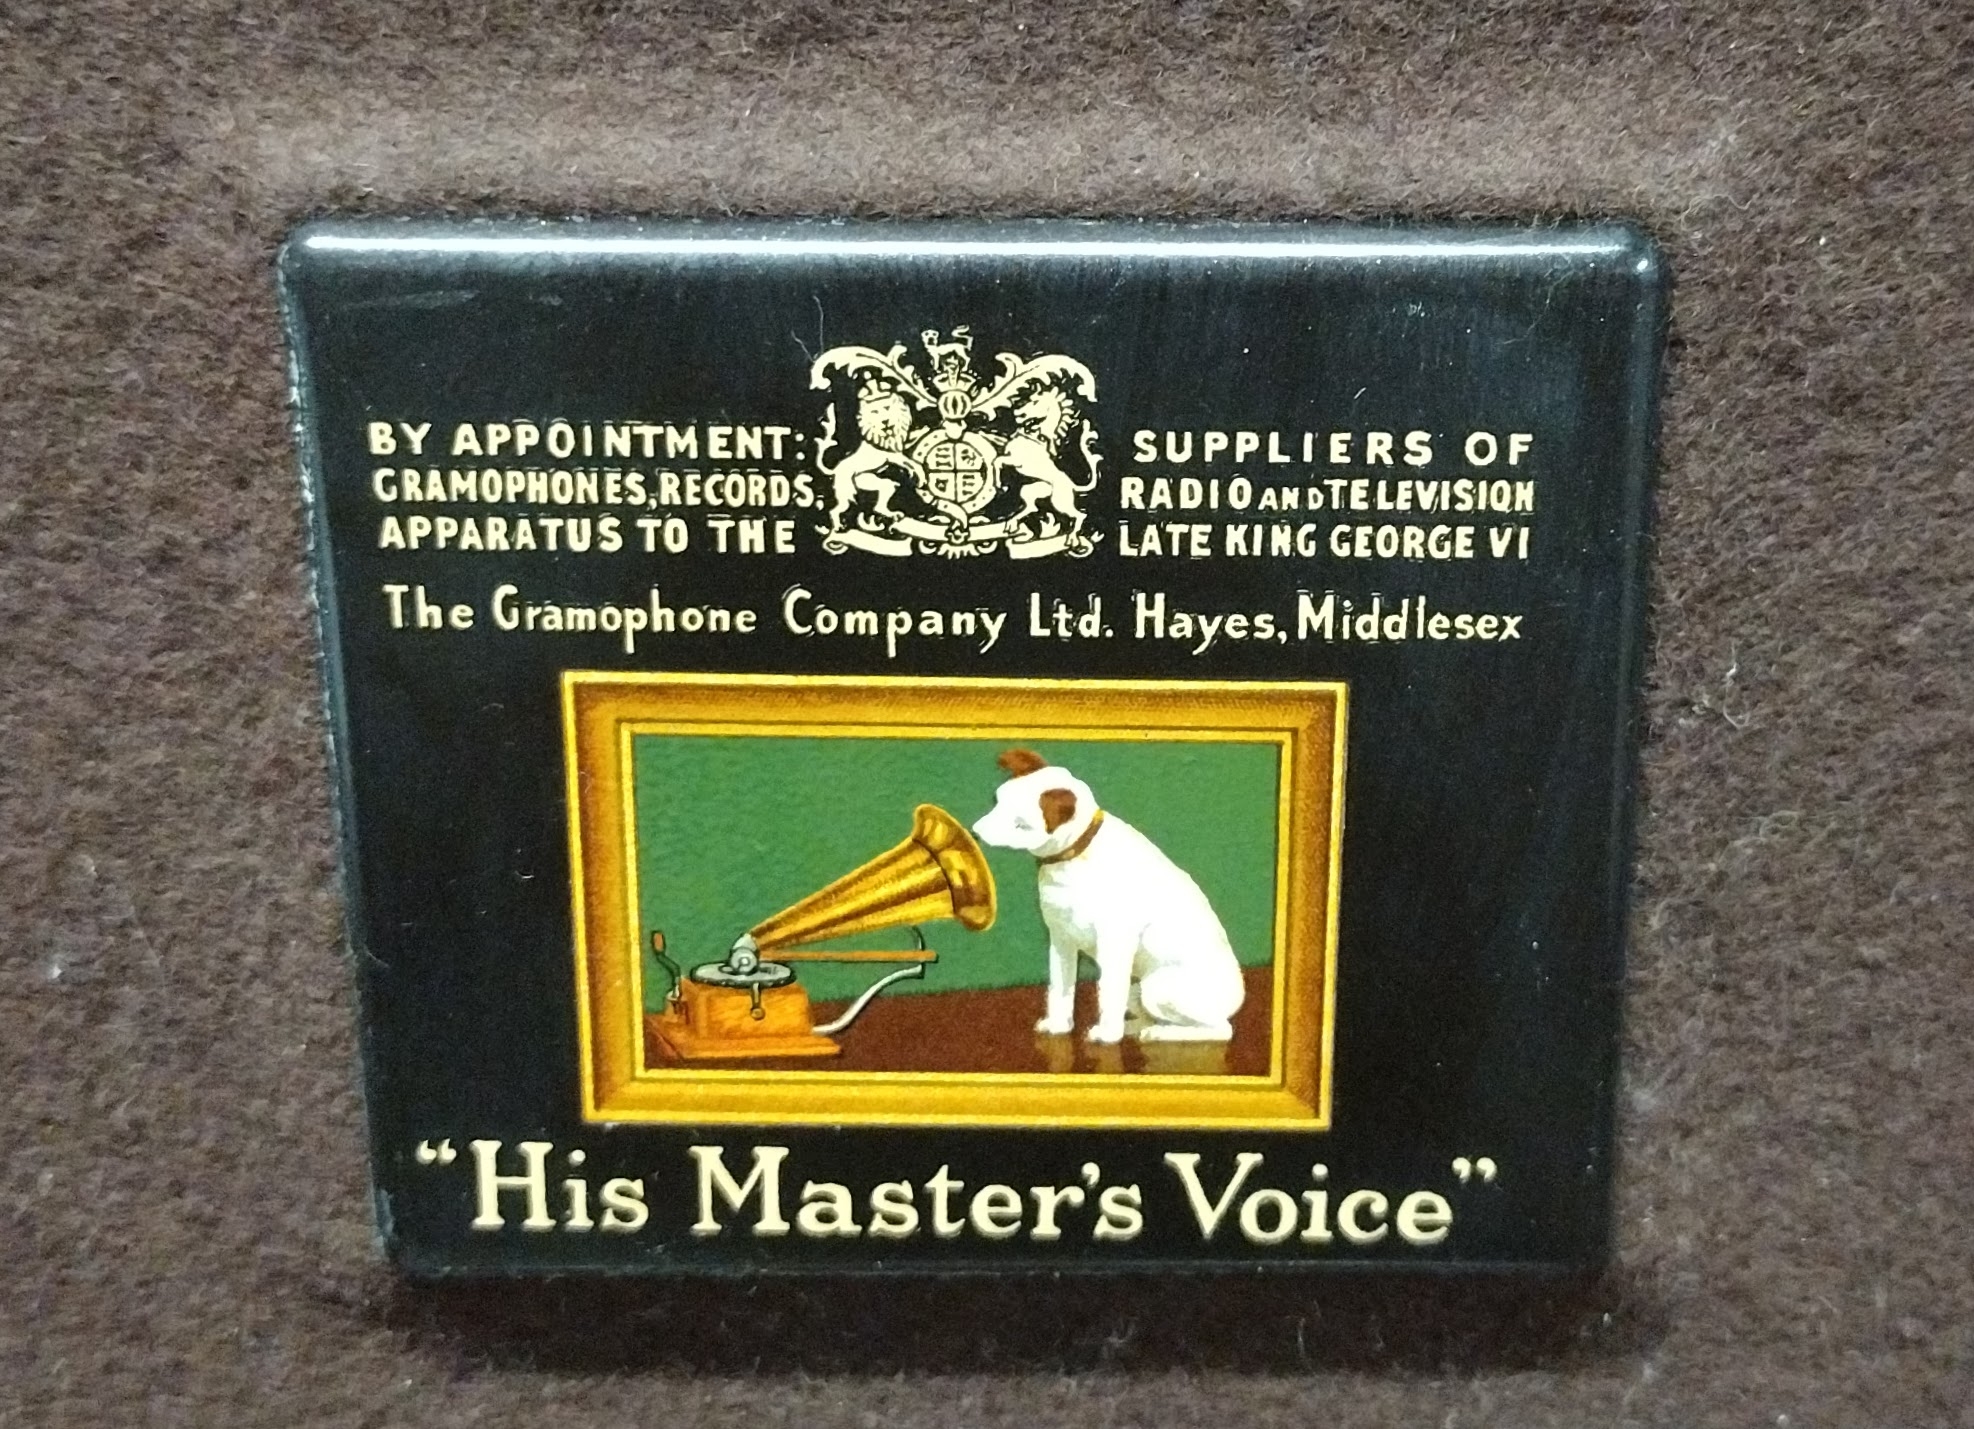 BY APPOINTMENT: SUPPLIERS OF
GRAMOPHONES, RECORDS, RADIO AND TELEVISION
APPARATUS TO THE LATE KING GEORGE VI
The Gramophone Company Ltd. Hayes, Middlesex
“His Master's Voice”